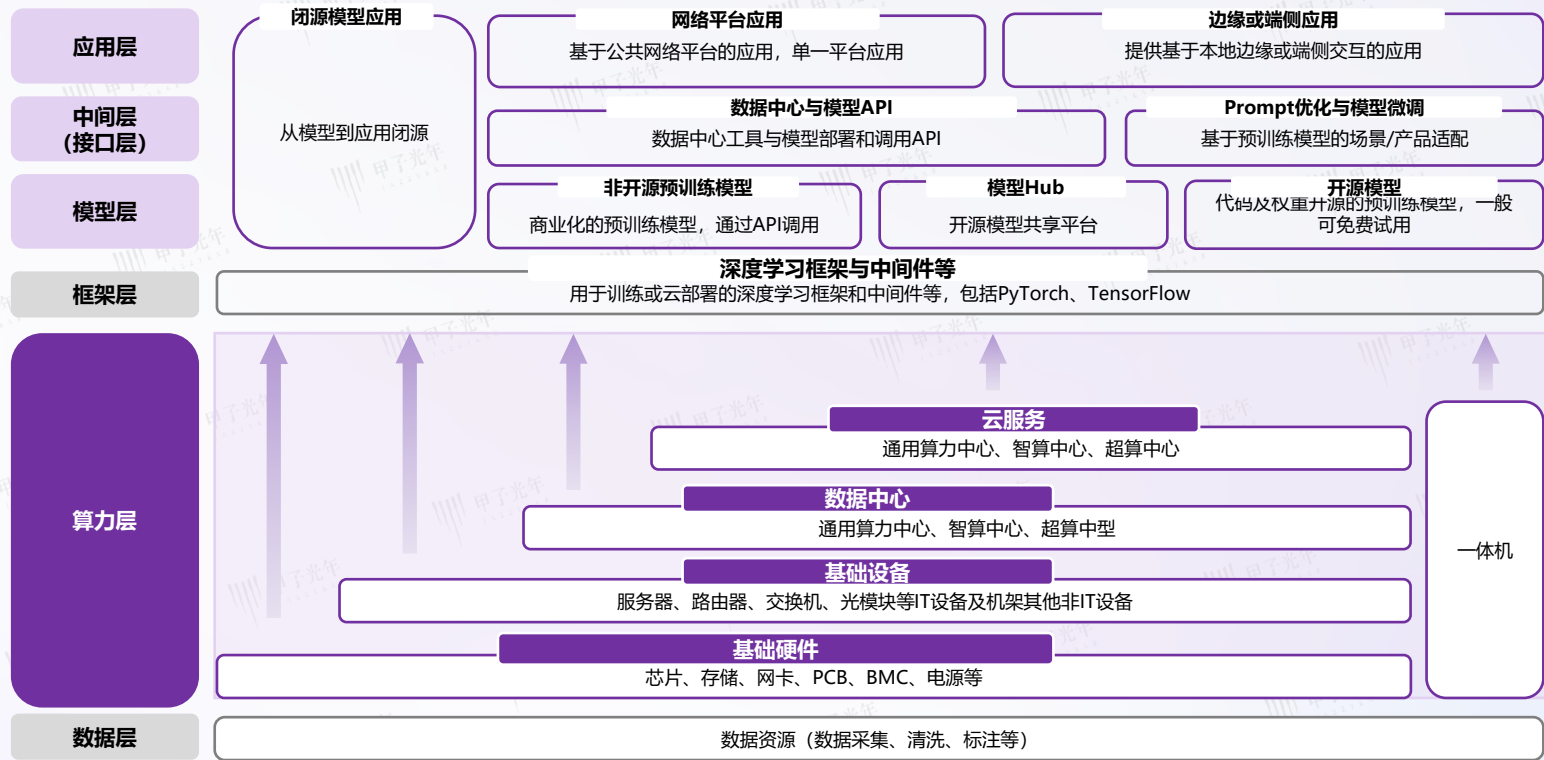 应用层
闭源模型应用
从模型到应用闭源
网络平台应用
基于公共网络平台的应用，单一平台应用
边缘或端侧应用
提供基于本地边缘或端侧交互的应用
中间层
（接口层）
数据中心与模型API
数据中心工具与模型部署和调用API
Prompt优化与模型微调
基于预训练模型的场景/产品适配
模型层
非开源预训练模型
商业化的预训练模型，通过API调用
模型Hub
开源模型共享平台
开源模型
代码及权重开源的预训练模型，一般
可免费试用
框架层
深度学习框架与中间件等
用于训练或云部署的深度学习框架和中间件等，包括PyTorch、TensorFlow
算力层
云服务
通用算力中心、智算中心、超算中心
数据中心
通用算力中心、智算中心、超算中型
基础设备
服务器、路由器、交换机、光模块等IT设备及机架其他非IT设备
基础硬件
芯片、存储、网卡、PCB、BMC、电源等
一体机
数据层
数据资源（数据采集、清洗、标注等）
甲子光年